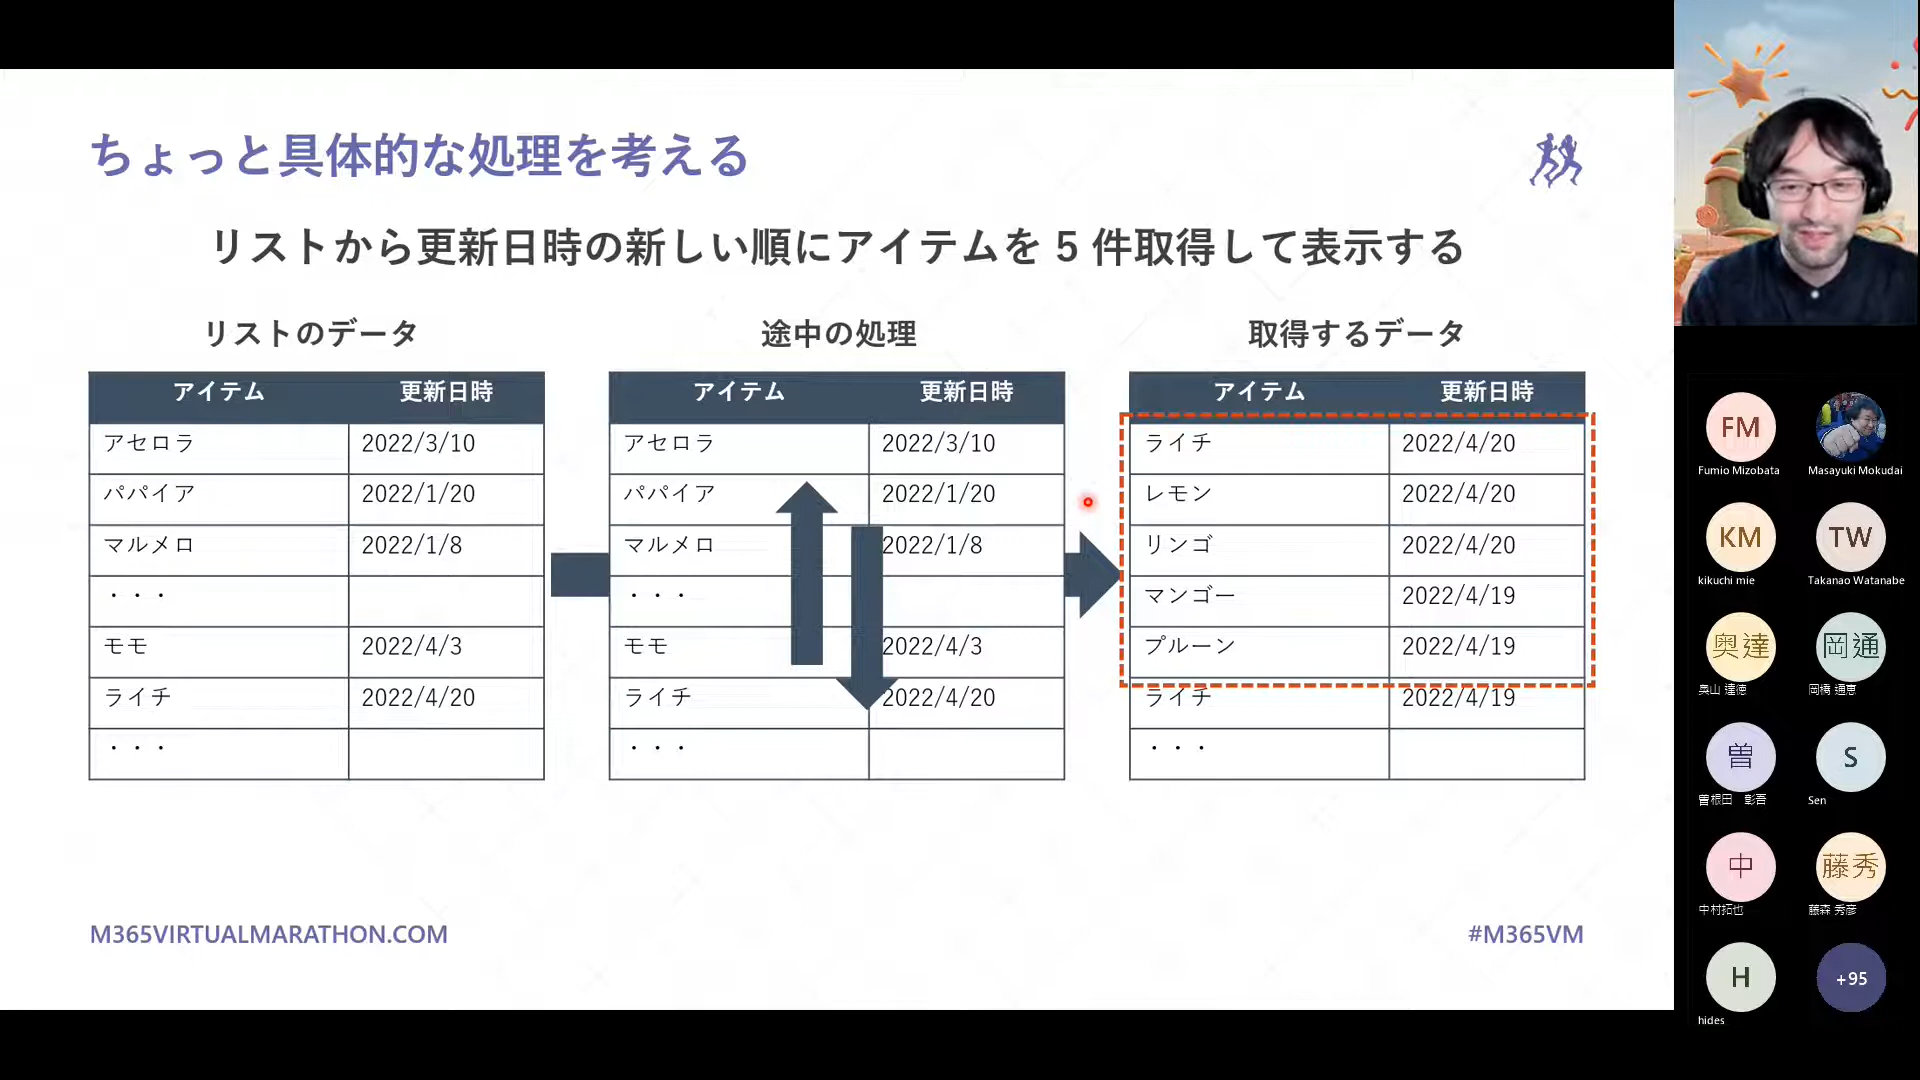 ちょっと具体的な処理を考える
リストから更新日時の新しい順にアイテムを 5 件取得して表示する
リストのデータ
アイテム 更新日時
アセロラ 2022/3/10
パパイア 2022/1/20
マルメロ 2022/1/8
・・・
モモ 2022/4/3
ライチ 2022/4/20
・・・
途中の処理
アイテム 更新日時
アセロラ 2022/3/10
パパイア 2022/1/20
マルメロ 2022/1/8
・・・
モモ 2022/4/3
ライチ 2022/4/20
・・・
取得するデータ
アイテム 更新日時
ライチ 2022/4/20
レモン 2022/4/20
リンゴ 2022/4/20
マンゴー 2022/4/19
プルーン 2022/4/19
ライチ 2022/4/19
・・・
M365VIRTUALMARATHON.COM
#M365VM
FM
Fumio Mizobata
Masayuki Mokudai
KM
kikuchi mie
TW
Takanao Watanabe
奥達
奥山 達徳
岡通
岡橋 通恵
曽
曽根田 彰吾
S
Sen
中
中村拓也
藤秀
藤森 秀彦
H
hides
+95